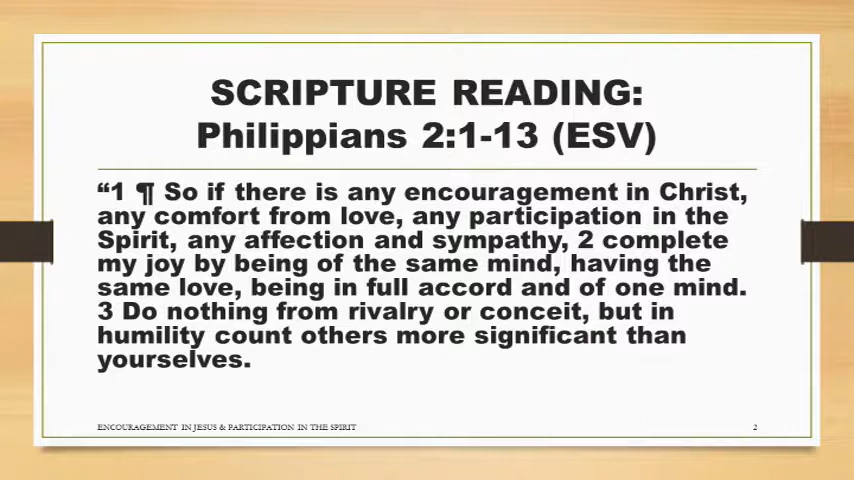 SCRIPTURE READING:
Philippians 2:1-13 (ESV)
“1 ¶ So if there is any encouragement in Christ,
any comfort from love, any participation in the
Spirit, any affection and sympathy, 2 complete
my joy by being of the same mind, having the
same love, being in full accord and of one mind.
3 Do nothing from rivalry or conceit, but in
humility count others more significant than
yourselves.
ENCOURAGEMENT IN JESUS & PARTICIPATION IN THE SPIRIT
2